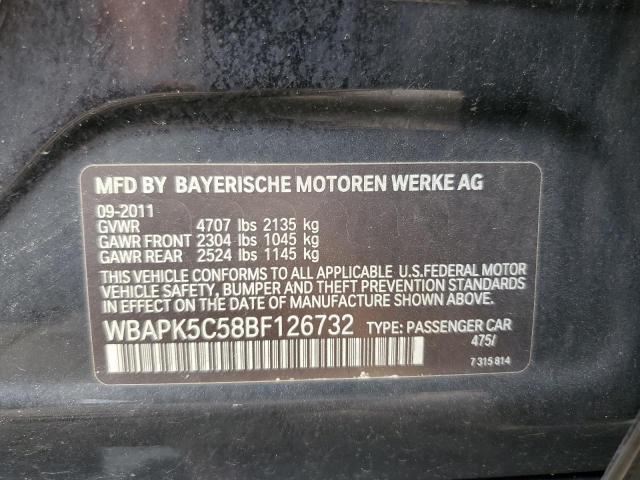 MFD BY BAYERISCHE MOTOREN WERKE AG
09-2011
GVWR 4707 lbs 2135 kg
GAWR FRONT 2304 lbs 1045 kg
GAWR REAR 2524 lbs 1145 kg
THIS VEHICLE CONFORMS TO ALL APPLICABLE U.S.FEDERAL MOTOR
VEHICLE SAFETY, BUMPER AND THEFT PREVENTION STANDARDS
IN EFFECT ON THE DATE OF MANUFACTURE SHOWN ABOVE.
WBAPK5C58BF126732 TYPE: PASSENGER CAR
475/
7 315 814